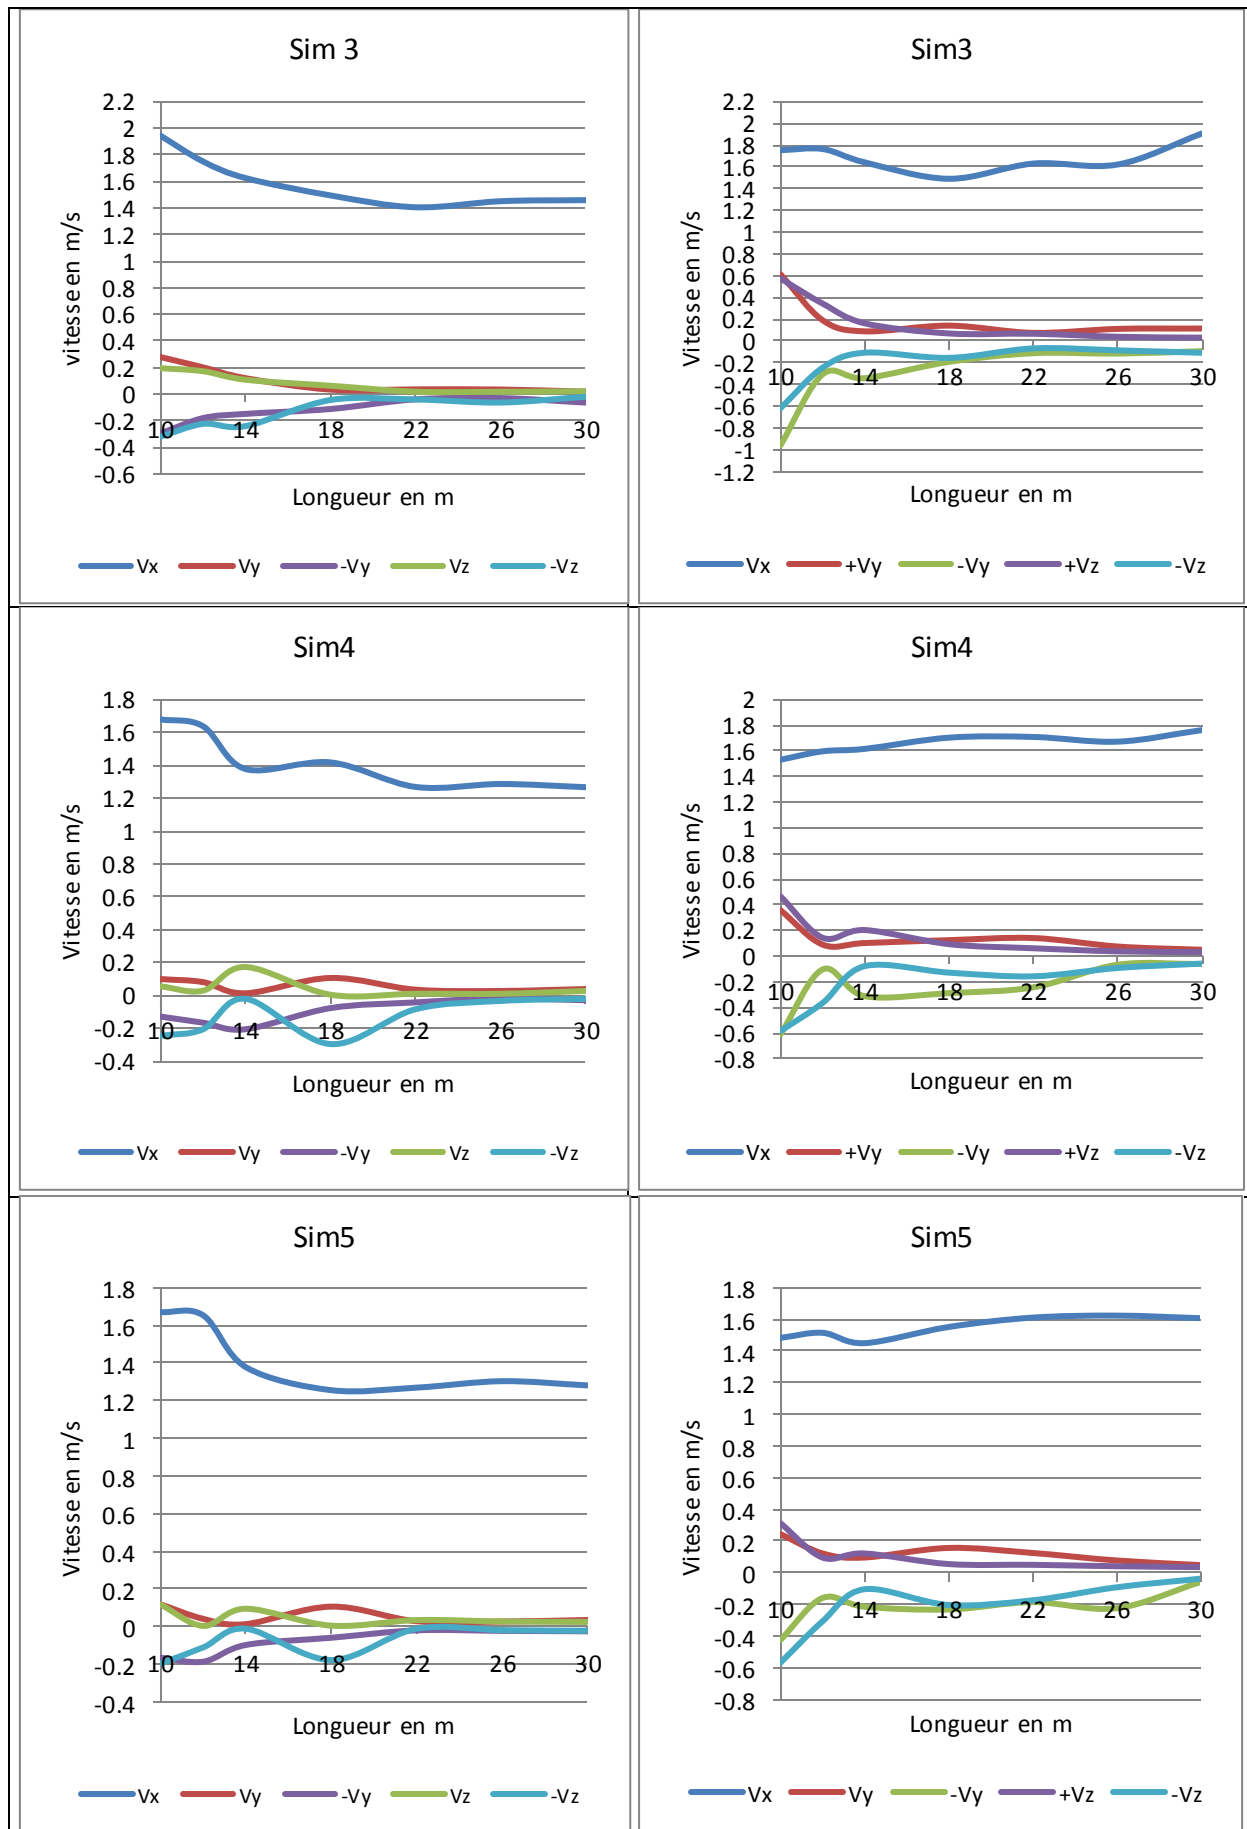 Sim 3
2.2
2
1.8
1.6
1.4
1.2
1
0.8
0.6
0.4
0.2
0
-0.2
-0.4
-0.6
vitesse en m/s
10 14 18 22 26 30
Longueur en m
Vx Vy -Vy Vz -Vz
Sim3
2.2
2
1.8
1.6
1.4
1.2
1
0.8
0.6
0.4
0.2
0
-0.2
-0.4
-0.6
-0.8
-1
-1.2
Vitesse en m/s
10 14 18 22 26 30
Longueur en m
Vx +Vy -Vy +Vz -Vz
Sim4
1.8
1.6
1.4
1.2
1
0.8
0.6
0.4
0.2
0
-0.2
-0.4
Vitesse en m/s
10 14 18 22 26 30
Longueur en m
Vx Vy -Vy Vz -Vz
Sim4
2
1.8
1.6
1.4
1.2
1
0.8
0.6
0.4
0.2
0
-0.2
-0.4
-0.6
-0.8
Vitesse en m/s
10 14 18 22 26 30
Longueur en m
Vx +Vy -Vy +Vz -Vz
Sim5
1.8
1.6
1.4
1.2
1
0.8
0.6
0.4
0.2
0
-0.2
-0.4
Vitesse en m/s
10 14 18 22 26 30
Longueur en m
Vx Vy -Vy Vz -Vz
Sim5
1.8
1.6
1.4
1.2
1
0.8
0.6
0.4
0.2
0
-0.2
-0.4
-0.6
-0.8
Vitesse en m/s
10 14 18 22 26 30
Longueur en m
Vx Vy -Vy +Vz -Vz